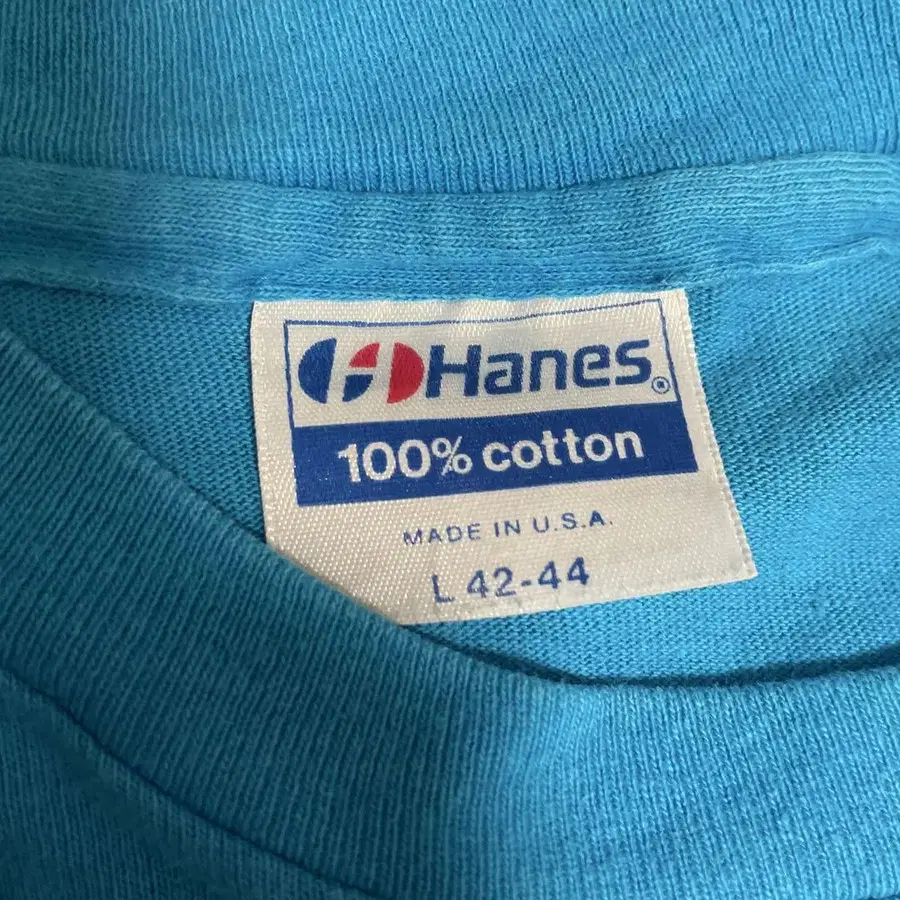 Hanes®
100% cotton
MADE IN U.S.A.
L 42-44